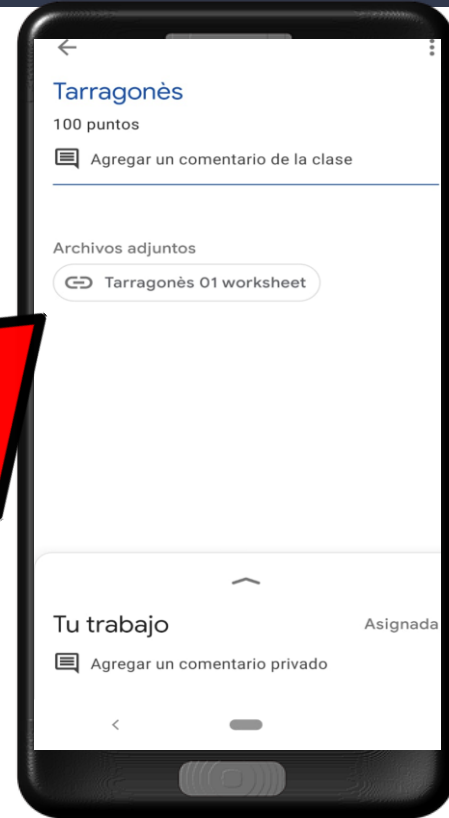 Tarragonès
100 puntos
Agregar un comentario de la clase
Archivos adjuntos
Tarragonès 01 worksheet
Tu trabajo
Asignada
Agregar un comentario privado